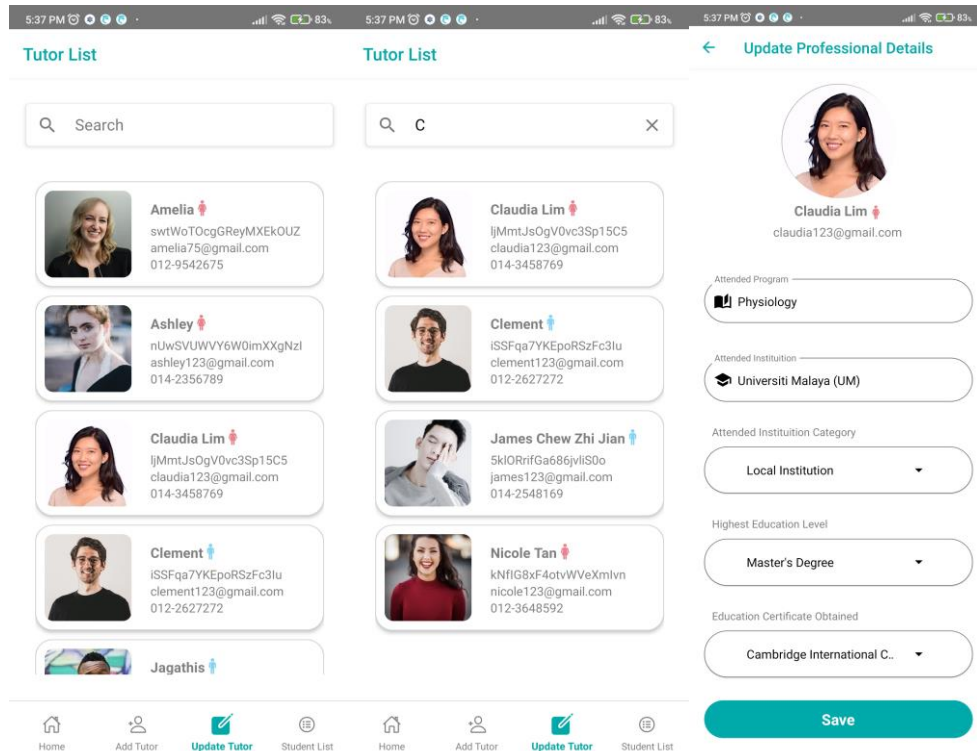 5:37 PM
83%
Tutor List
Search
Amelia
swtWoTOcgGReyMXEkOUZ
amelia75@gmail.com
012-9542675
Ashley
nUwSVUWVY6W0imXXgNzI
ashley123@gmail.com
014-2356789
Claudia Lim
ljMmtJsOgV0vc3Sp15C5
claudia123@gmail.com
014-3458769
Clement
iSSFqa7YKEpoRSzFc3Iu
clement123@gmail.com
012-2627272
Jagathis
Home
Add Tutor
Update Tutor
Student List
5:37 PM
83%
Tutor List
C
Claudia Lim
ljMmtJsOgV0vc3Sp15C5
claudia123@gmail.com
014-3458769
Clement
iSSFqa7YKEpoRSzFc3Iu
clement123@gmail.com
012-2627272
James Chew Zhi Jian
5klORrifGa686jvliS0o
james123@gmail.com
014-2548169
Nicole Tan
kNfIG8xF4otvWVeXmIvn
nicole123@gmail.com
012-3648592
Home
Add Tutor
Update Tutor
Student List
5:37 PM
83%
Update Professional Details
Claudia Lim
claudia123@gmail.com
Attended Program
Physiology
Attended Instituition
Universiti Malaya (UM)
Attended Instituition Category
Local Institution
Highest Education Level
Master's Degree
Education Certificate Obtained
Cambridge International C..
Save